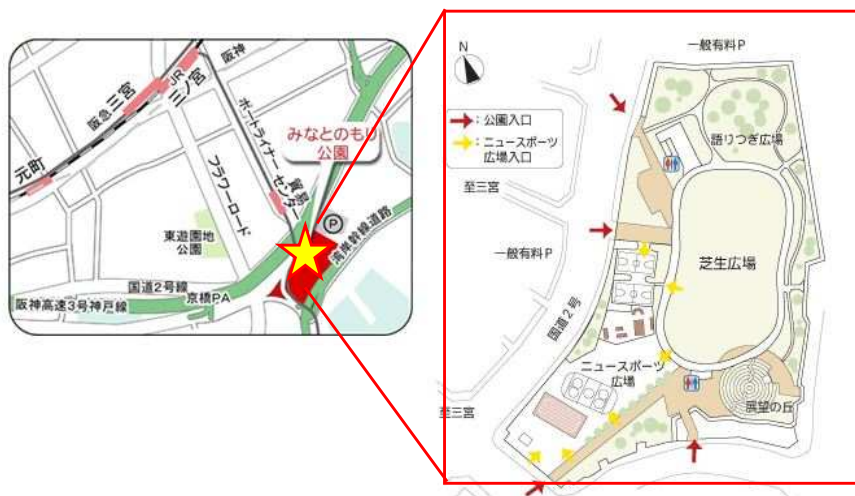 阪神
JR
三ノ宮
阪急 三宮
元町
ポートライナー
貿易
センター
みなとのもり
公園
フラワーロード
P
東遊園地
公園
湾岸幹線道路
国道2号線
京橋PA
阪神高速3号神戸線
一般有料P
N
:公園入口
:ニュースポーツ
広場入口
語りつぎ広場
至三宮
一般有料P
芝生広場
国道2号
ニュースポーツ
広場
展望の丘
至三宮